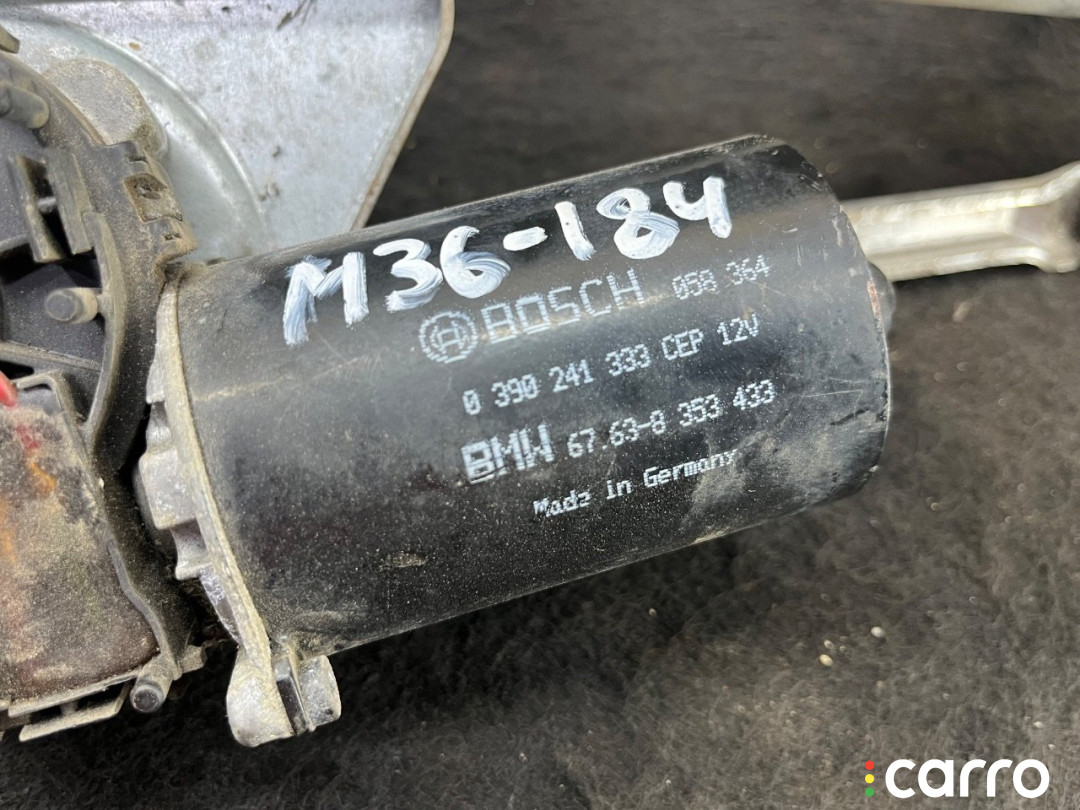 M36-184
BOSCH 058 364
0 390 241 333 CEP 12V
BMW 67.63-8 353 433
Made in Germany
carro